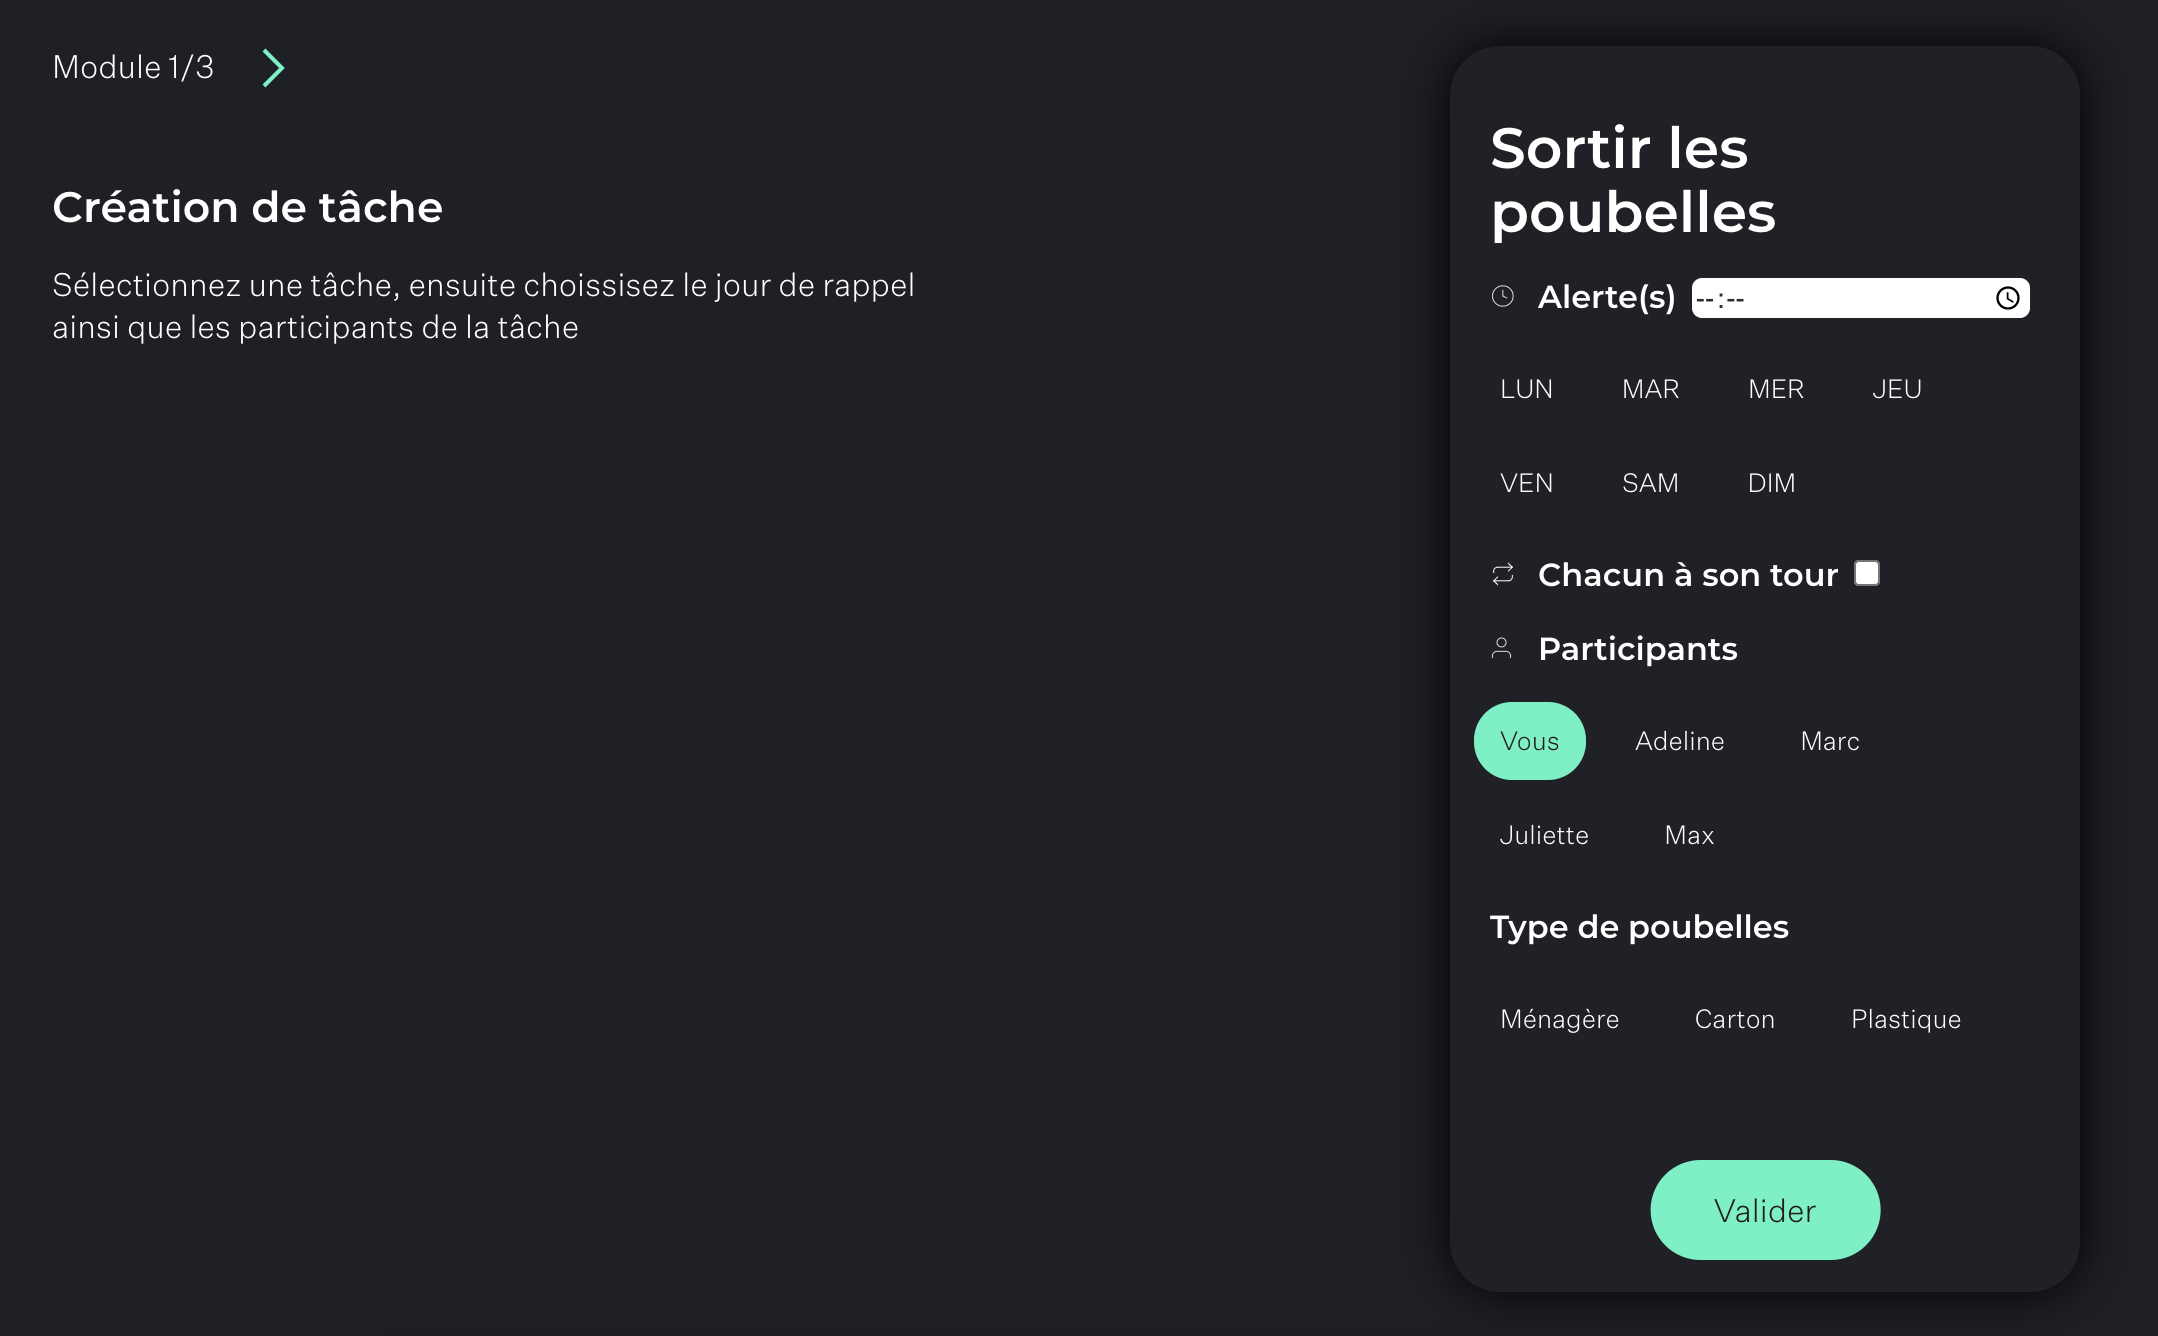 Module 1/3
Création de tâche
Sélectionnez une tâche, ensuite choissisez le jour de rappel
ainsi que les participants de la tâche
Sortir les
poubelles
Alerte(s) --:--
LUN MAR MER JEU
VEN SAM DIM
Chacun à son tour
Participants
Vous Adeline Marc
Juliette Max
Type de poubelles
Ménagère Carton Plastique
Valider